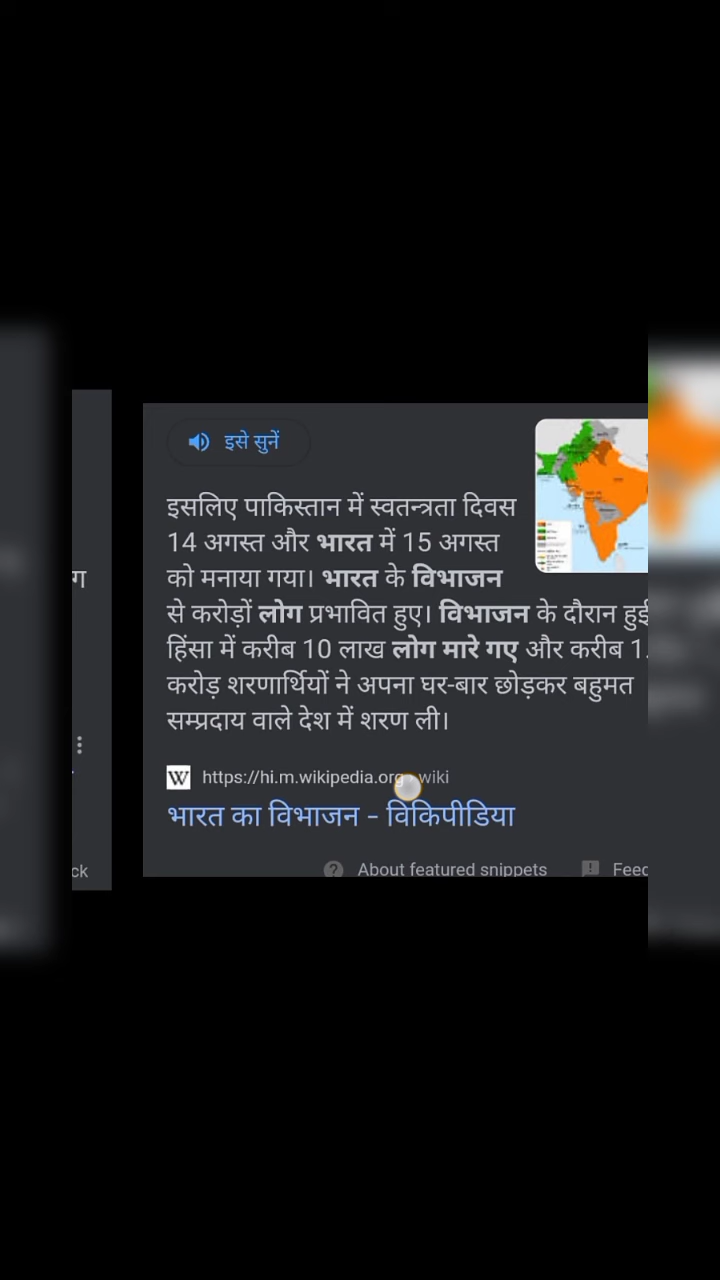 इसे सुनें
इसलिए पाकिस्तान में स्वतन्त्रता दिवस
14 अगस्त और भारत में 15 अगस्त
को मनाया गया। भारत के विभाजन
से करोड़ों लोग प्रभावित हुए। विभाजन के दौरान हुई
हिंसा में करीब 10 लाख लोग मारे गए और करीब 1.
करोड़ शरणार्थियों ने अपना घर-बार छोड़कर बहुमत
सम्प्रदाय वाले देश में शरण ली।
W https://hi.m.wikipedia.org › wiki
भारत का विभाजन - विकिपीडिया
About featured snippets